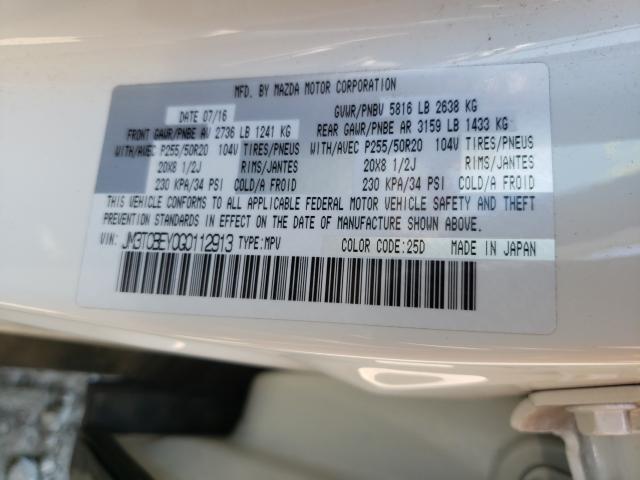 MFD. BY MAZDA MOTOR CORPORATION
DATE 07/16 GVWR/PNBV 5816 LB 2638 KG
FRONT GAWR/PNBE AV 2736 LB 1241 KG REAR GAWR/PNBE AR 3159 LB 1433 KG
WITH/AVEC P255/50R20 104V TIRES/PNEUS WITH/AVEC P255/50R20 104V TIRES/PNEUS
20X8 1/2J RIMS/JANTES 20X8 1/2J RIMS/JANTES
230 KPA/34 PSI COLD/A FROID 230 KPA/34 PSI COLD/A FROID
THIS VEHICLE CONFORMS TO ALL APPLICABLE FEDERAL MOTOR VEHICLE SAFETY AND THEFT
PREVENTION STANDARDS IN EFFECT ON THE DATE OF MANUFACTURE SHOWN ABOVE.
VIN: JM3TCBEY0G0112913 TYPE:MPV COLOR CODE:25D MADE IN JAPAN